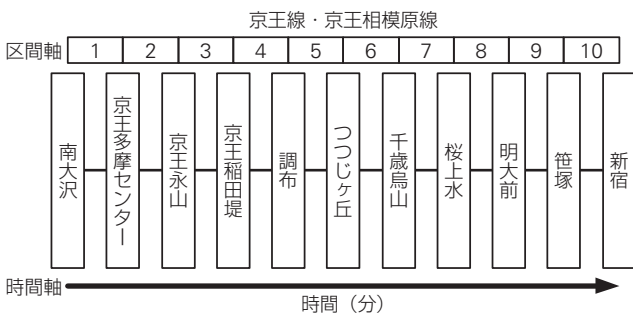 京王線・京王相模原線
区間軸 1 2 3 4 5 6 7 8 9 10
南大沢
京王多摩センター
京王永山
京王稲田堤
調布
つつじヶ丘
千歳烏山
桜上水
明大前
笹塚
新宿
時間軸
時間（分）